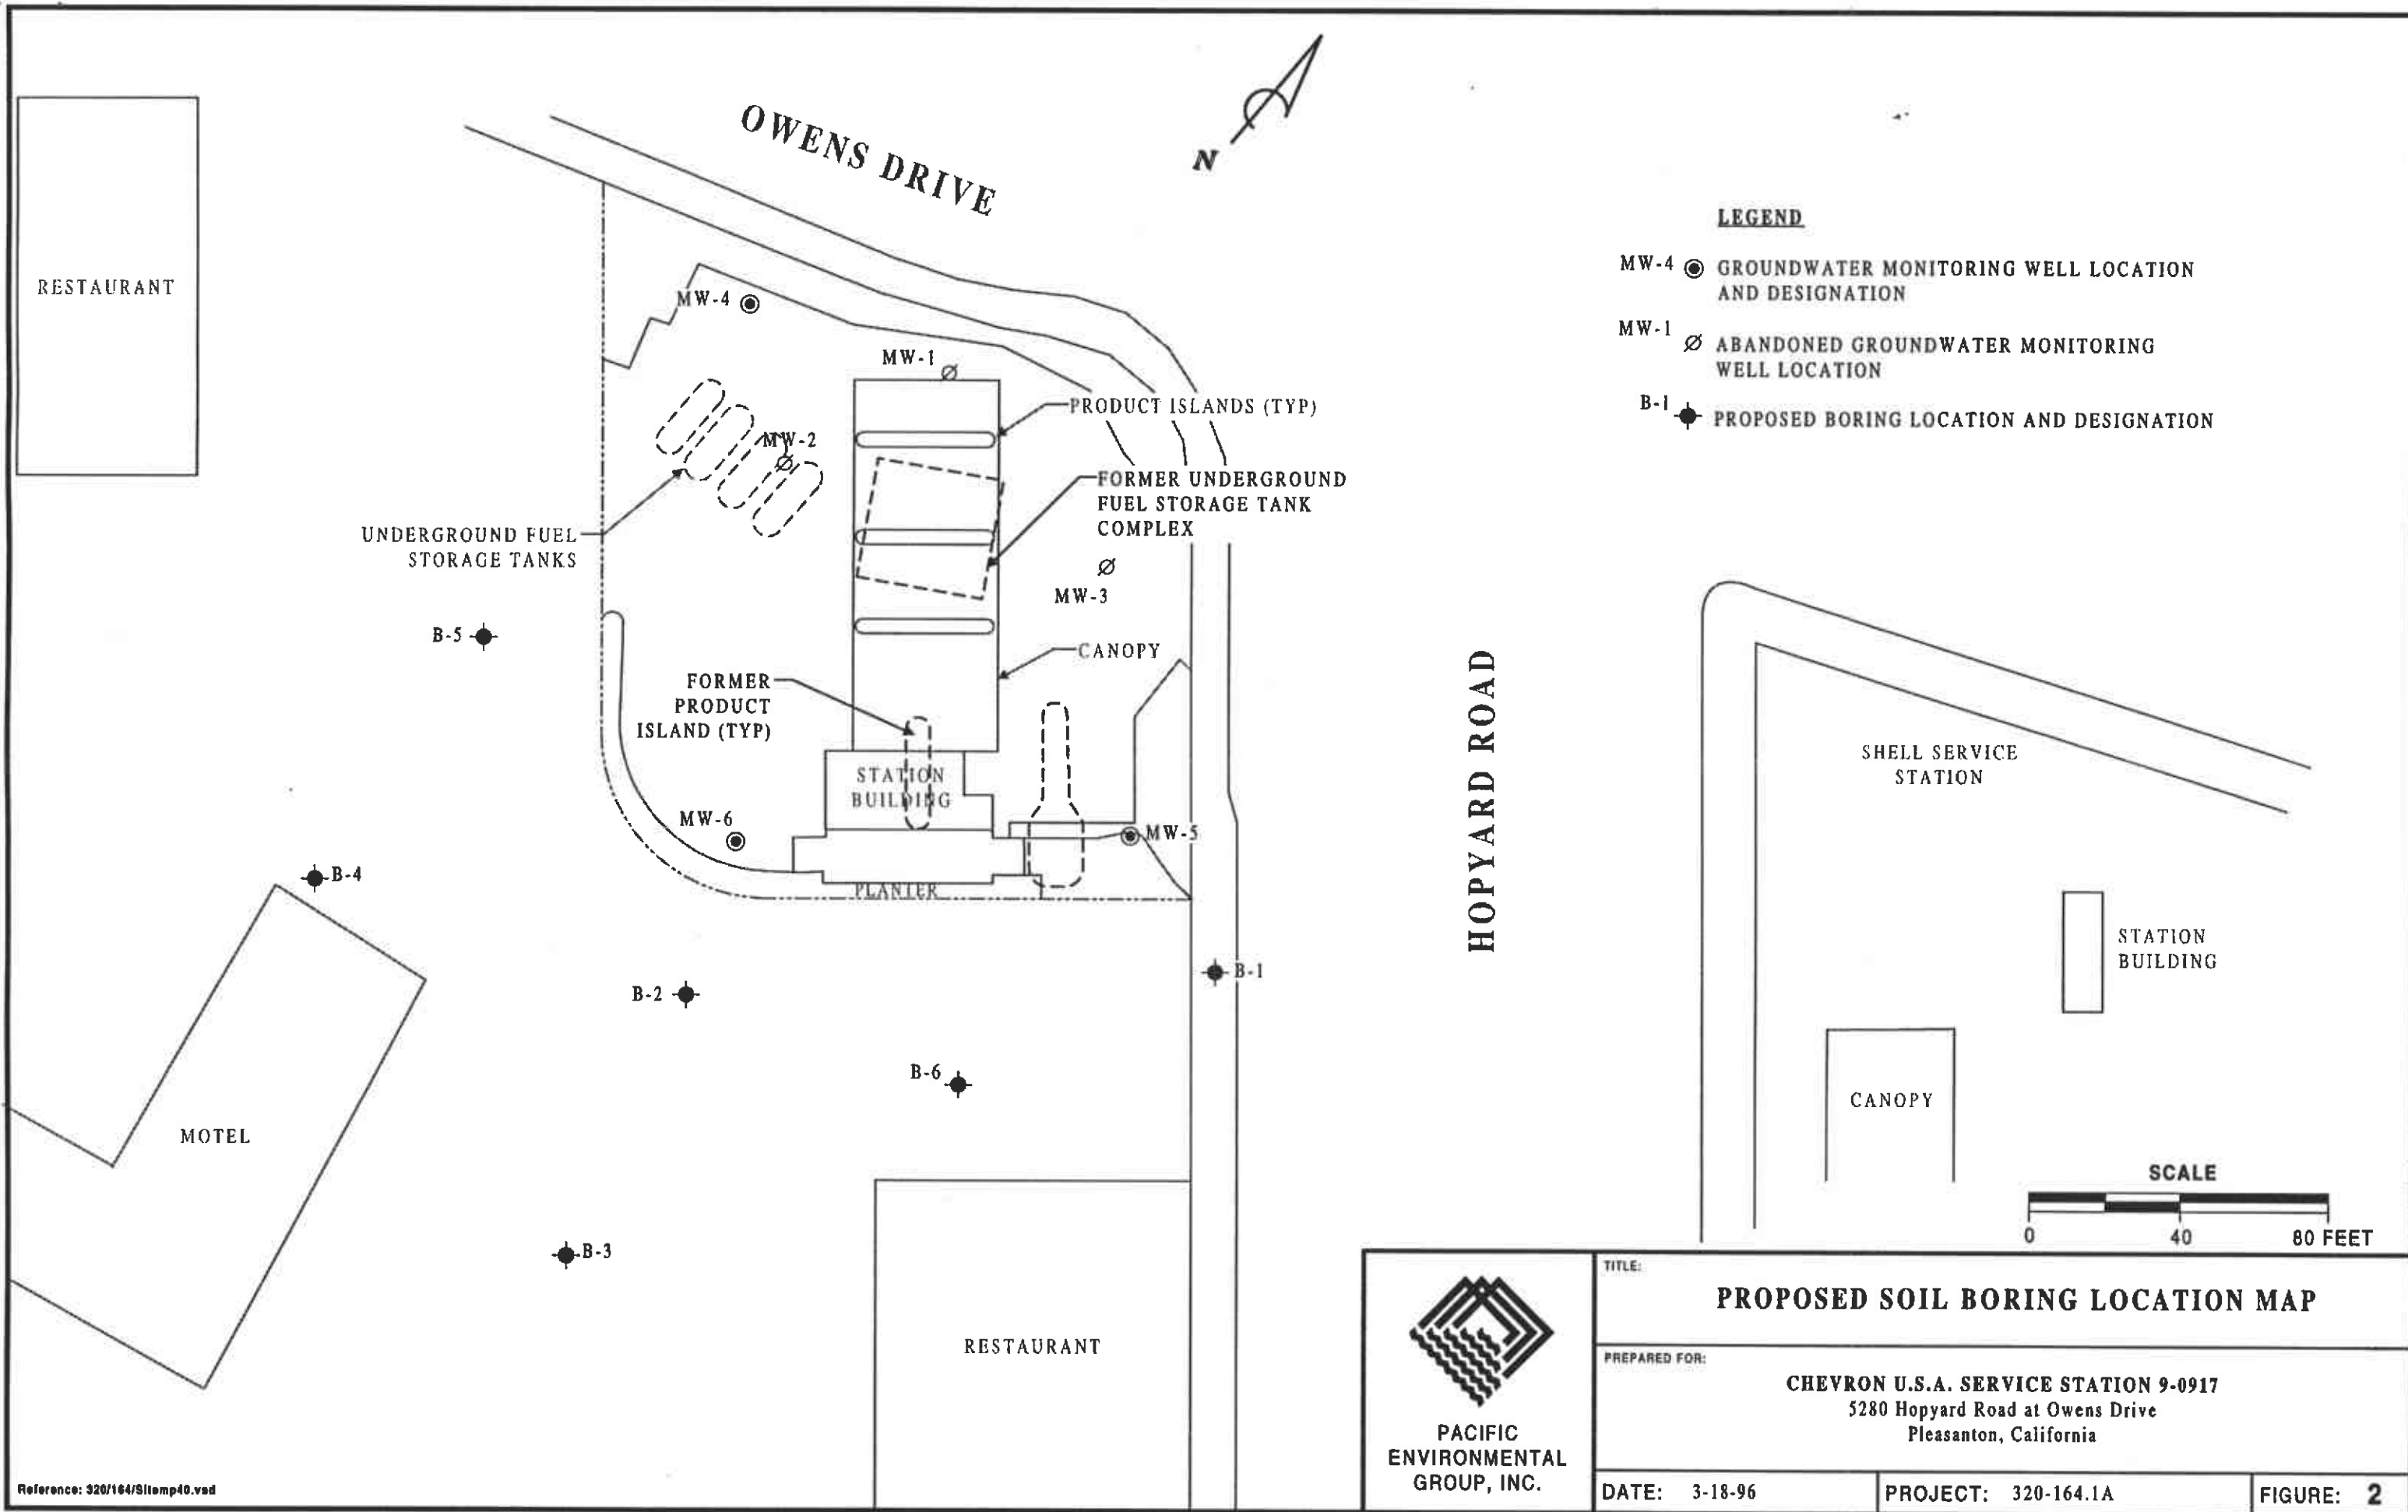 OWENS DRIVE
N
RESTAURANT
LEGEND
MW-4 GROUNDWATER MONITORING WELL LOCATION
AND DESIGNATION
MW-1 ABANDONED GROUNDWATER MONITORING
WELL LOCATION
B-1 PROPOSED BORING LOCATION AND DESIGNATION
MW-4
MW-1
PRODUCT ISLANDS (TYP)
MW-2
FORMER UNDERGROUND
FUEL STORAGE TANK
COMPLEX
UNDERGROUND FUEL
STORAGE TANKS
MW-3
B-5
CANOPY
FORMER
PRODUCT
ISLAND (TYP)
HOPYARD ROAD
STATION
BUILDING
MW-6
MW-5
PLANTER
B-4
B-2
B-1
B-6
MOTEL
B-3
RESTAURANT
SHELL SERVICE
STATION
STATION
BUILDING
CANOPY
SCALE
0 40 80 FEET
PACIFIC
ENVIRONMENTAL
GROUP, INC.
TITLE:
PROPOSED SOIL BORING LOCATION MAP
PREPARED FOR:
CHEVRON U.S.A. SERVICE STATION 9-0917
5280 Hopyard Road at Owens Drive
Pleasanton, California
DATE: 3-18-96
PROJECT: 320-164.1A
FIGURE: 2
Reference: 320/164/Sitemp40.vsd